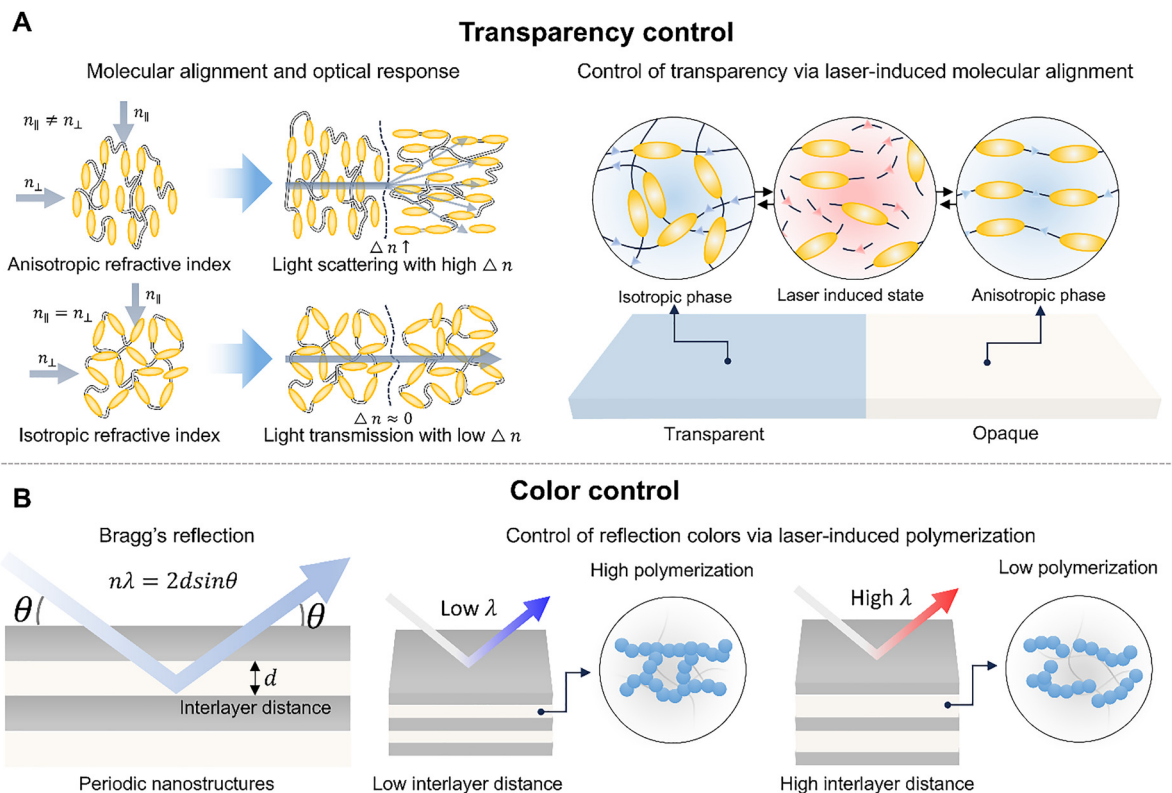 A
Transparency control
Molecular alignment and optical response
n∥ ≠ n⊥
n∥
n⊥
Anisotropic refractive index
△ n ↑
Light scattering with high △ n
n∥ = n⊥
n∥
n⊥
Isotropic refractive index
△ n ≈ 0
Light transmission with low △ n
Control of transparency via laser-induced molecular alignment
Isotropic phase
Laser induced state
Anisotropic phase
Transparent
Opaque
B
Color control
Bragg's reflection
nλ = 2dsinθ
θ
θ
d
Interlayer distance
Periodic nanostructures
Control of reflection colors via laser-induced polymerization
High polymerization
Low λ
Low interlayer distance
Low polymerization
High λ
High interlayer distance